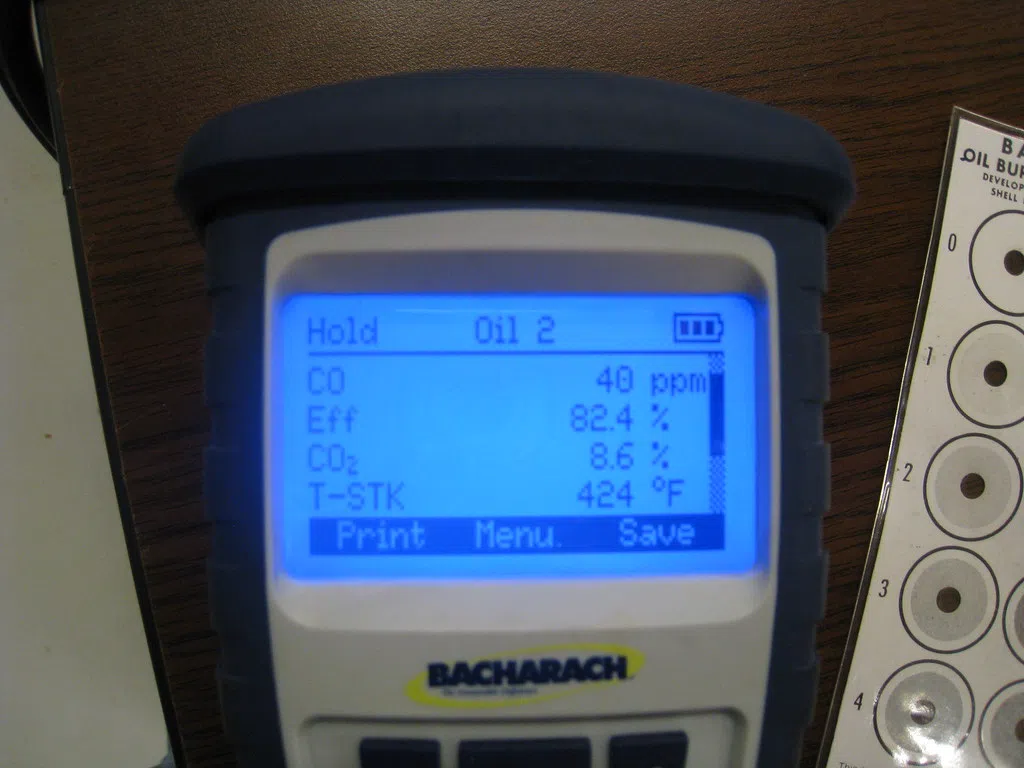 Hold Oil 2
CO 40 ppm
Eff 82.4 %
CO₂ 8.6 %
T-STK 424 °F
Print Menu Save
BACHARACH
BA
OIL BUR
DEVELOP
SHELL
0
1
2
3
4